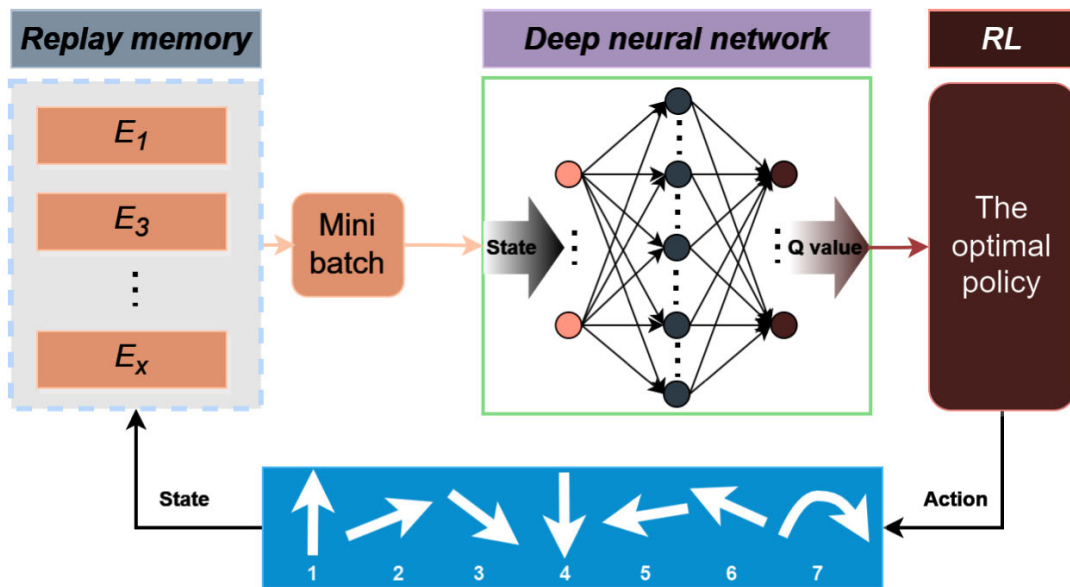 Replay memory
Deep neural network
RL
E1
E3
Ex
Mini
batch
State
Q value
The
optimal
policy
State
Action
1 2 3 4 5 6 7